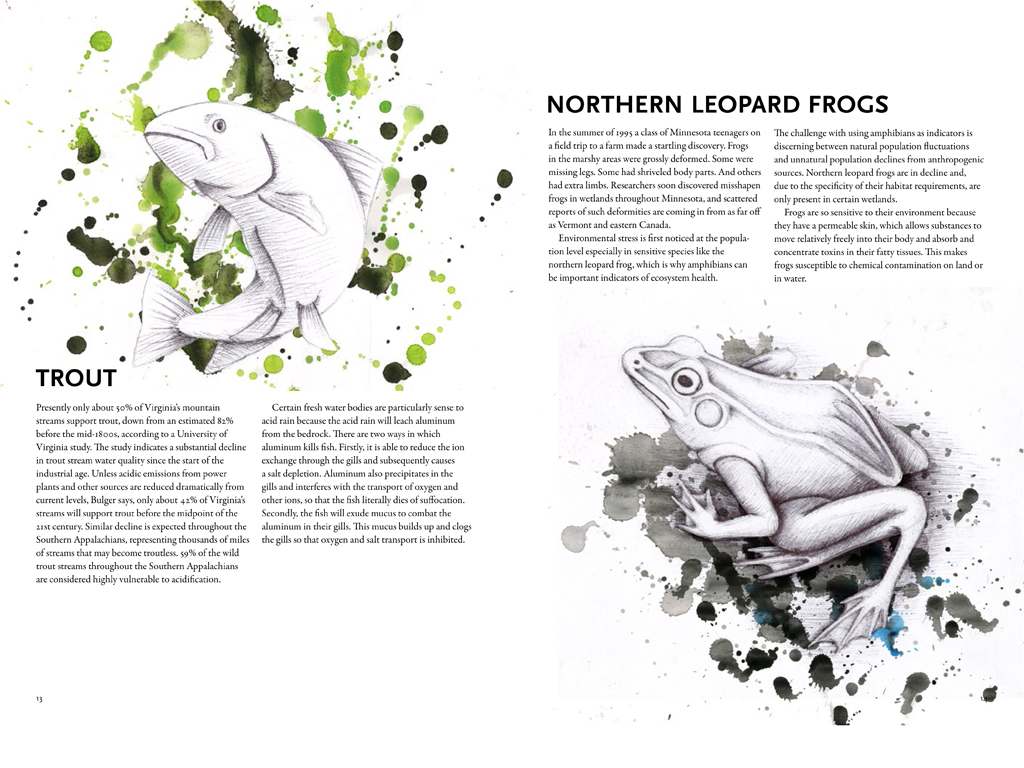 TROUT
Presently only about 50% of Virginia's mountain
streams support trout, down from an estimated 82%
before the mid-1800s, according to a University of
Virginia study. The study indicates a substantial decline
in trout stream water quality since the start of the
industrial age. Unless acidic emissions from power
plants and other sources are reduced dramatically from
current levels, Bulger says, only about 42% of Virginia's
streams will support trout before the midpoint of the
21st century. Similar decline is expected throughout the
Southern Appalachians, representing thousands of miles
of streams that may become troutless. 59% of the wild
trout streams throughout the Southern Appalachians
are considered highly vulnerable to acidification.
Certain fresh water bodies are particularly sense to
acid rain because the acid rain will leach aluminum
from the bedrock. There are two ways in which
aluminum kills fish. Firstly, it is able to reduce the ion
exchange through the gills and subsequently causes
a salt depletion. Aluminum also precipitates in the
gills and interferes with the transport of oxygen and
other ions, so that the fish literally dies of suffocation.
Secondly, the fish will exude mucus to combat the
aluminum in their gills. This mucus builds up and clogs
the gills so that oxygen and salt transport is inhibited.
13
NORTHERN LEOPARD FROGS
In the summer of 1995 a class of Minnesota teenagers on
a field trip to a farm made a startling discovery. Frogs
in the marshy areas were grossly deformed. Some were
missing legs. Some had shriveled body parts. And others
had extra limbs. Researchers soon discovered misshapen
frogs in wetlands throughout Minnesota, and scattered
reports of such deformities are coming in from as far off
as Vermont and eastern Canada.
Environmental stress is first noticed at the popula-
tion level especially in sensitive species like the
northern leopard frog, which is why amphibians can
be important indicators of ecosystem health.
The challenge with using amphibians as indicators is
discerning between natural population fluctuations
and unnatural population declines from anthropogenic
sources. Northern leopard frogs are in decline and,
due to the specificity of their habitat requirements, are
only present in certain wetlands.
Frogs are so sensitive to their environment because
they have a permeable skin, which allows substances to
move relatively freely into their body and absorb and
concentrate toxins in their fatty tissues. This makes
frogs susceptible to chemical contamination on land or
in water.